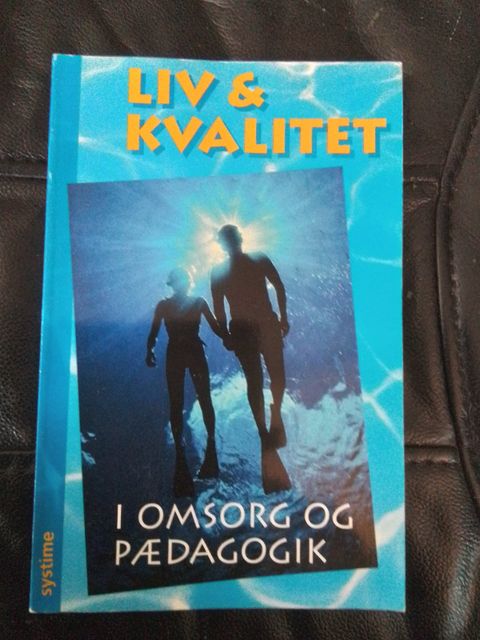 LIV &
KVALITET
I OMSORG OG
PÆDAGOGIK
systime